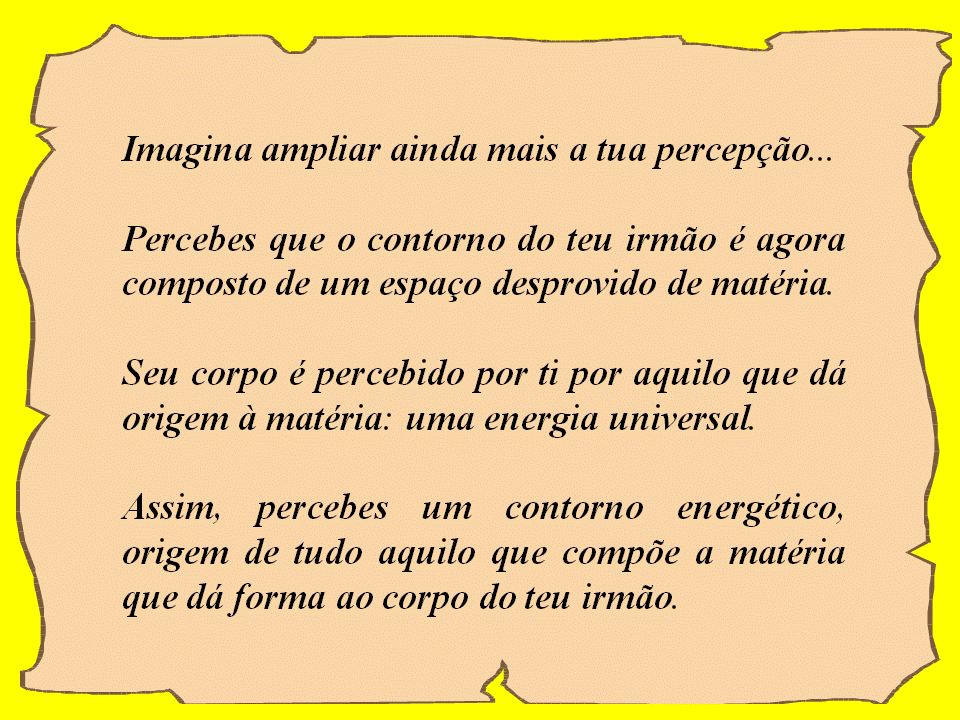 Imagina ampliar ainda mais a tua percepção...
Percebes que o contorno do teu irmão é agora
composto de um espaço desprovido de matéria.
Seu corpo é percebido por ti por aquilo que dá
origem à matéria: uma energia universal.
Assim, percebes um contorno energético,
origem de tudo aquilo que compõe a matéria
que dá forma ao corpo do teu irmão.